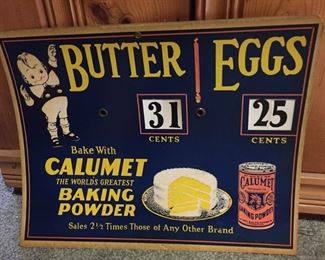 BUTTER EGGS
31 25
CENTS CENTS
Bake With
CALUMET
THE WORLD'S GREATEST
BAKING
POWDER
CALUMET
BAKING POWDER
Sales 2½ Times Those of Any Other Brand